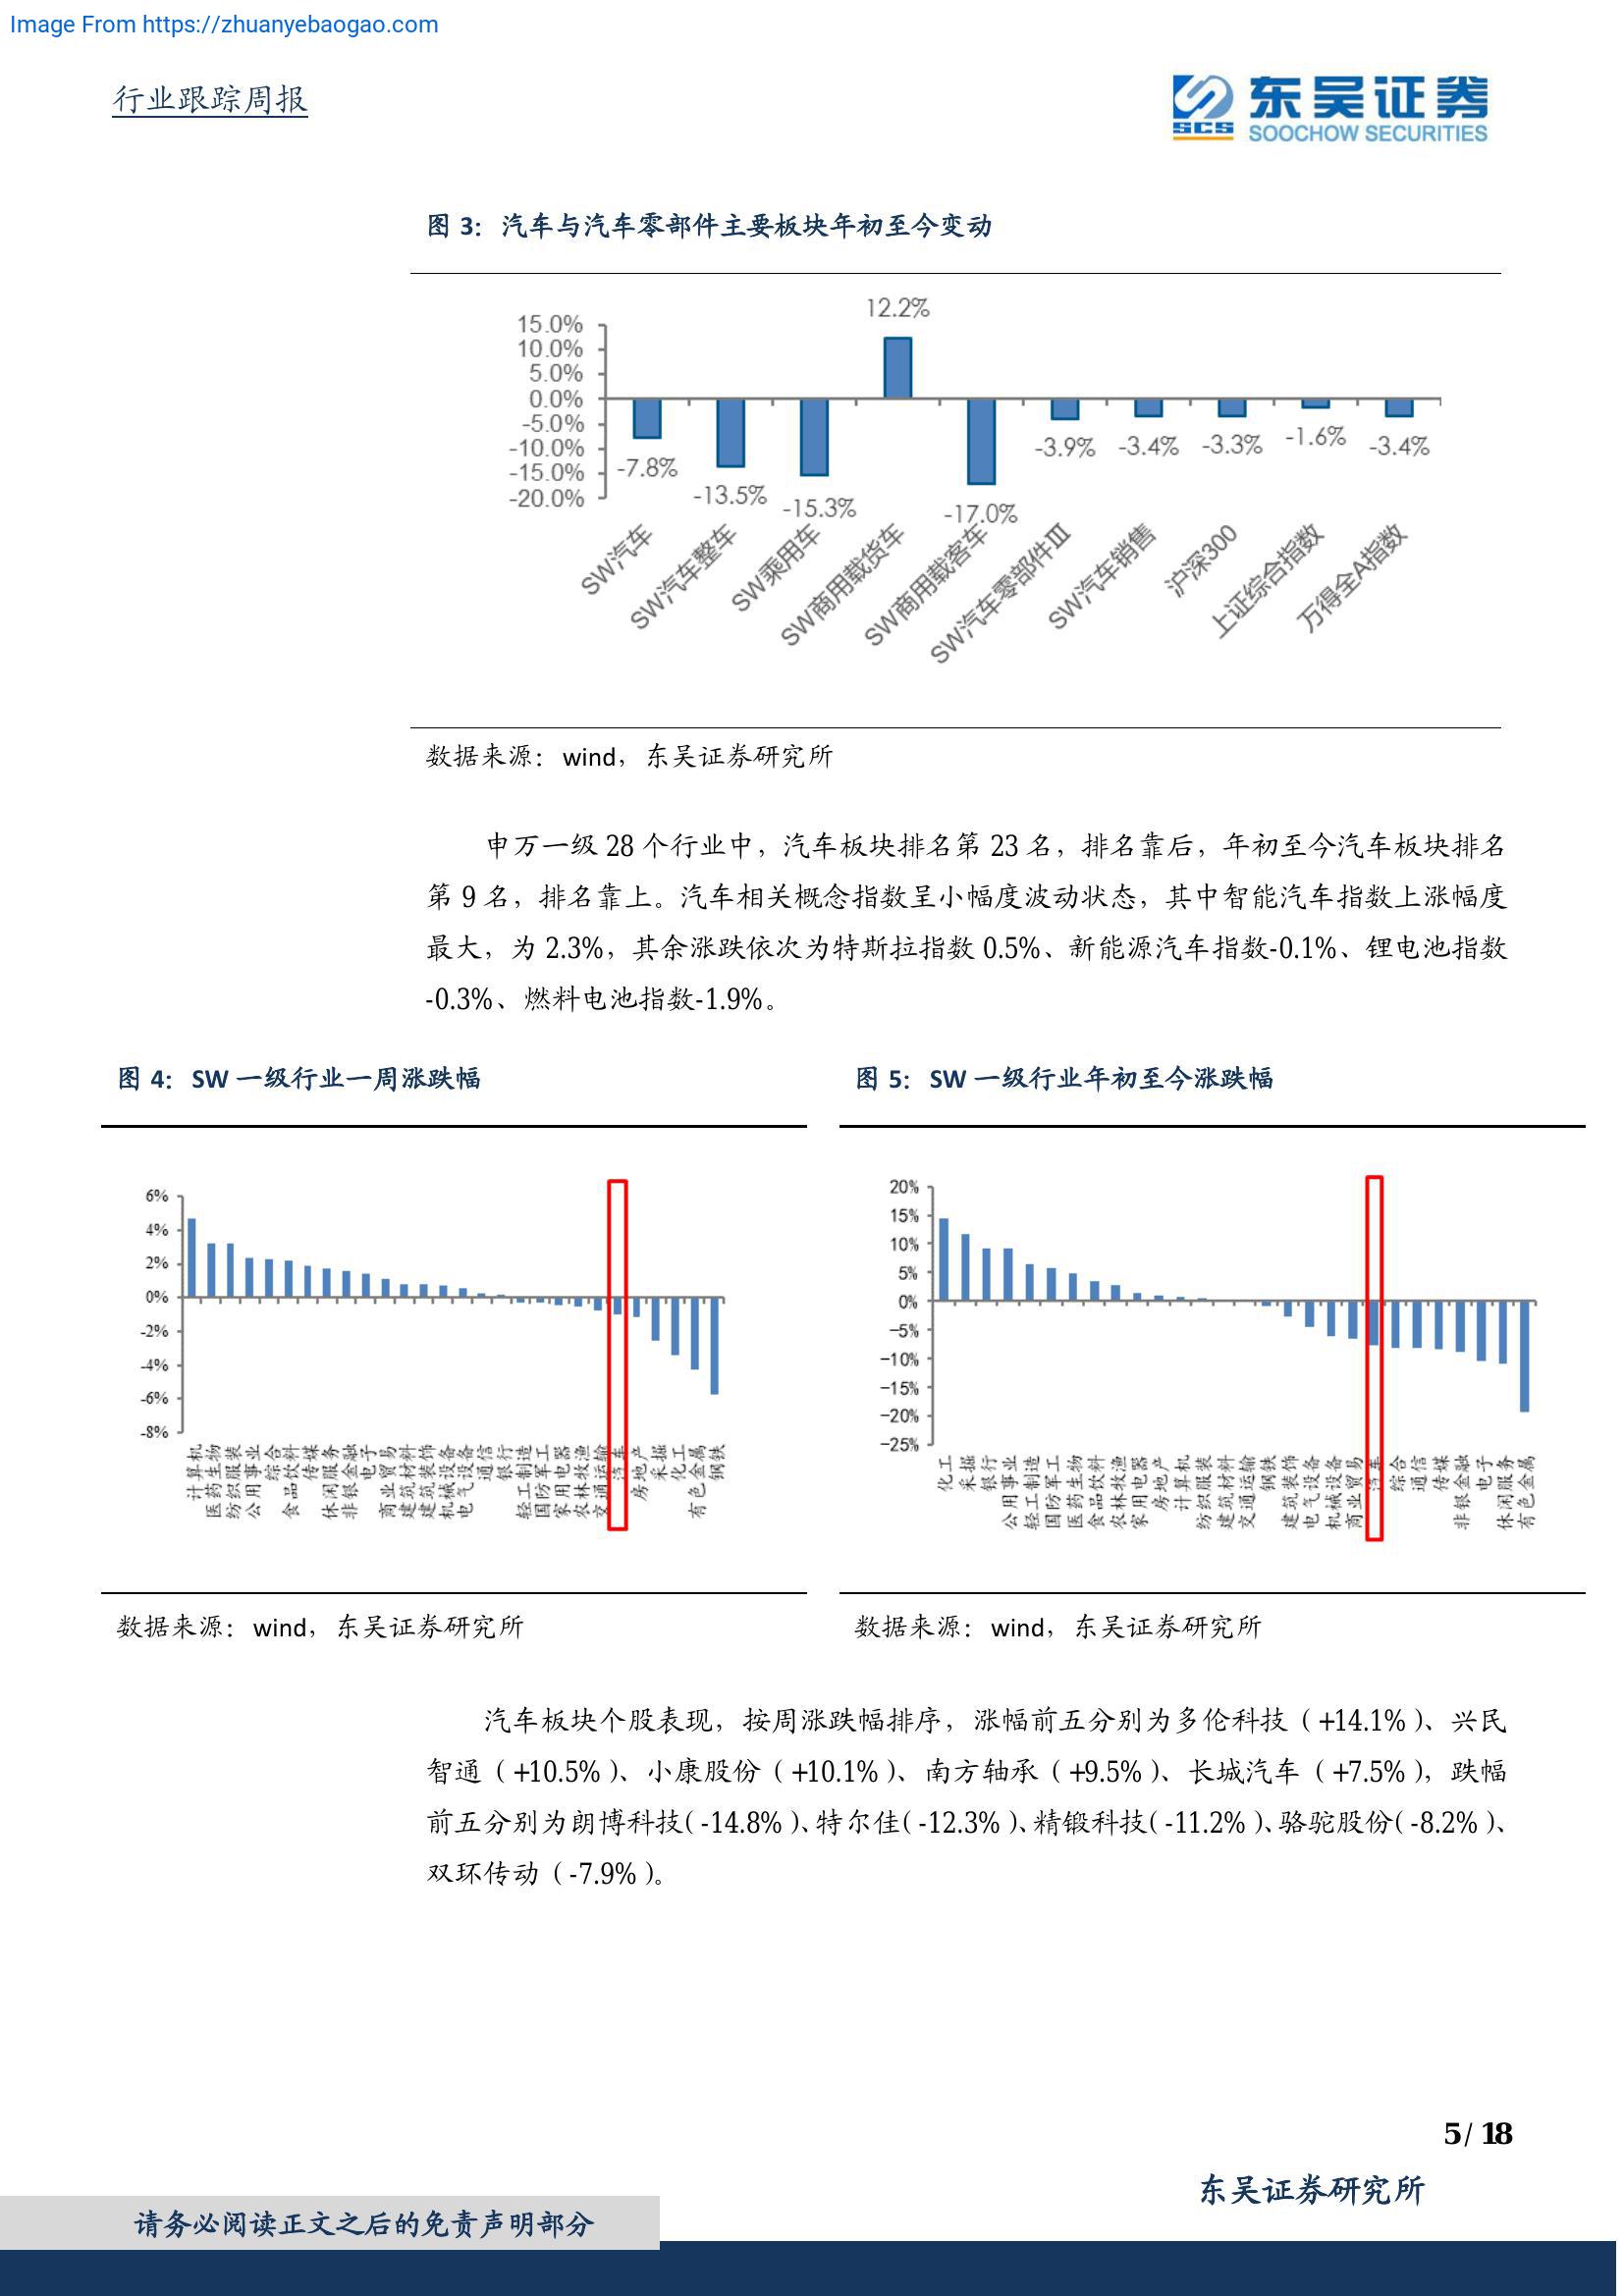 Image From https://zhuanyebaogao.com
行业跟踪周报
SCS
东吴证券
SOOCHOW SECURITIES
图 3：汽车与汽车零部件主要板块年初至今变动
15.0%
10.0%
5.0%
0.0%
-5.0%
-10.0%
-15.0%
-20.0%
-7.8%
-13.5%
-15.3%
12.2%
-17.0%
-3.9%
-3.4%
-3.3%
-1.6%
-3.4%
SW汽车
SW汽车整车
SW乘用车
SW商用载货车
SW商用载客车
SW汽车零部件III
SW汽车销售
沪深300
上证综合指数
万得全A指数
数据来源：wind，东吴证券研究所
申万一级 28 个行业中，汽车板块排名第 23 名，排名靠后，年初至今汽车板块排名
第 9 名，排名靠上。汽车相关概念指数呈小幅度波动状态，其中智能汽车指数上涨幅度
最大，为 2.3%，其余涨跌依次为特斯拉指数 0.5%、新能源汽车指数-0.1%、锂电池指数
-0.3%、燃料电池指数-1.9%。
图 4：SW 一级行业一周涨跌幅
6%
4%
2%
0%
-2%
-4%
-6%
-8%
计算机
医药生物
纺织服装
公用事业
综合
食品饮料
传媒
休闲服务
非银金融
电子
商业贸易
建筑材料
建筑装饰
机械设备
电气设备
通信
银行
轻工制造
国防军工
家用电器
农林牧渔
交通运输
汽车
房地产
采掘
化工
有色金属
钢铁
数据来源：wind，东吴证券研究所
图 5：SW 一级行业年初至今涨跌幅
20%
15%
10%
5%
0%
-5%
-10%
-15%
-20%
-25%
化工
采掘
银行
公用事业
轻工制造
国防军工
医药生物
食品饮料
农林牧渔
家用电器
房地产
计算机
纺织服装
建筑材料
交通运输
钢铁
建筑装饰
电气设备
机械设备
商业贸易
汽车
综合
通信
传媒
非银金融
电子
休闲服务
有色金属
数据来源：wind，东吴证券研究所
汽车板块个股表现，按周涨跌幅排序，涨幅前五分别为多伦科技（+14.1%）、兴民
智通（+10.5%）、小康股份（+10.1%）、南方轴承（+9.5%）、长城汽车（+7.5%），跌幅
前五分别为朗博科技（-14.8%）、特尔佳（-12.3%）、精锻科技（-11.2%）、骆驼股份（-8.2%）、
双环传动（-7.9%）。
5 / 18
东吴证券研究所
请务必阅读正文之后的免责声明部分